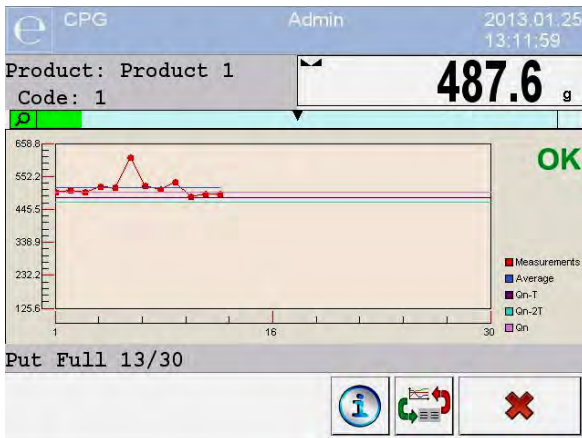 e CPG Admin 2013.01.25
13:11:59
Product: Product 1
Code: 1
487.6 g
OK
658.8
552.2
445.5
338.9
232.2
125.6
1 16 30
Measurements
Average
Qn-T
Qn-2T
Qn
Put Full 13/30
i